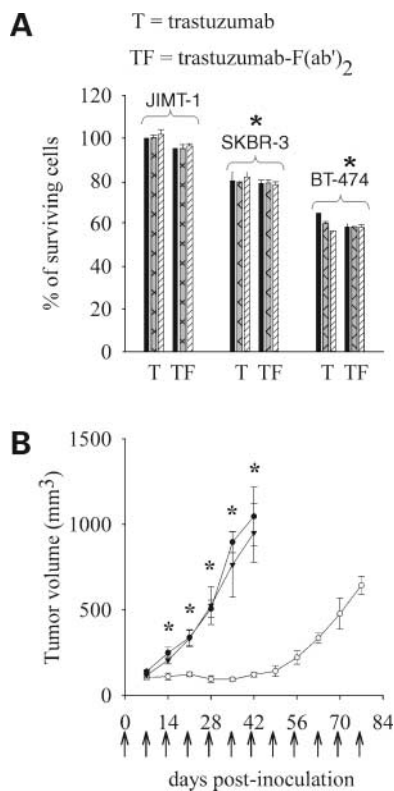 A
T = trastuzumab
TF = trastuzumab-F(ab')2
120
100
80
60
40
20
0
% of surviving cells
JIMT-1
*
SKBR-3
*
BT-474
T TF T TF T TF
B
1500
1000
500
0
Tumor volume (mm3)
* * * * *
0 14 28 42 56 70 84
days post-inoculation